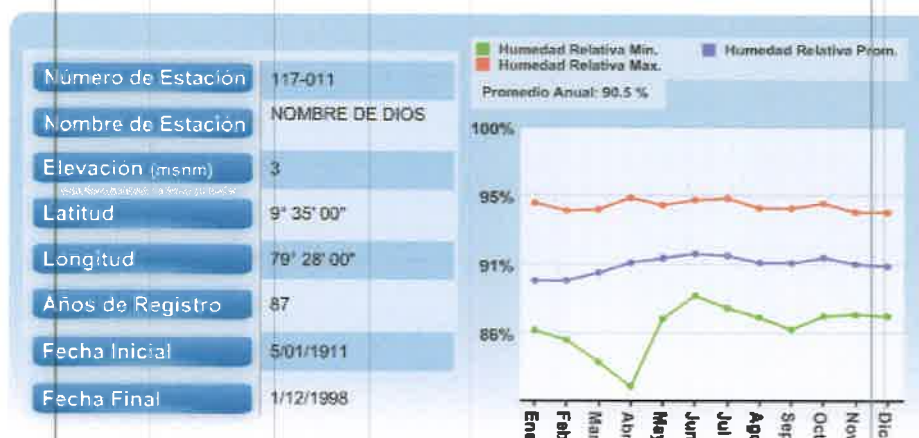 Número de Estación 117-011
Nombre de Estación NOMBRE DE DIOS
Elevación (msnm) 3
Latitud 9° 35' 00"
Longitud 79° 28' 00"
Años de Registro 87
Fecha Inicial 5/01/1911
Fecha Final 1/12/1998
Humedad Relativa Min. Humedad Relativa Prom.
Humedad Relativa Max.
Promedio Anual: 90.5 %
100%
95%
91%
86%
Ene Feb Mar Abr May Jun Jul Ago Sep Oct Nov Dic